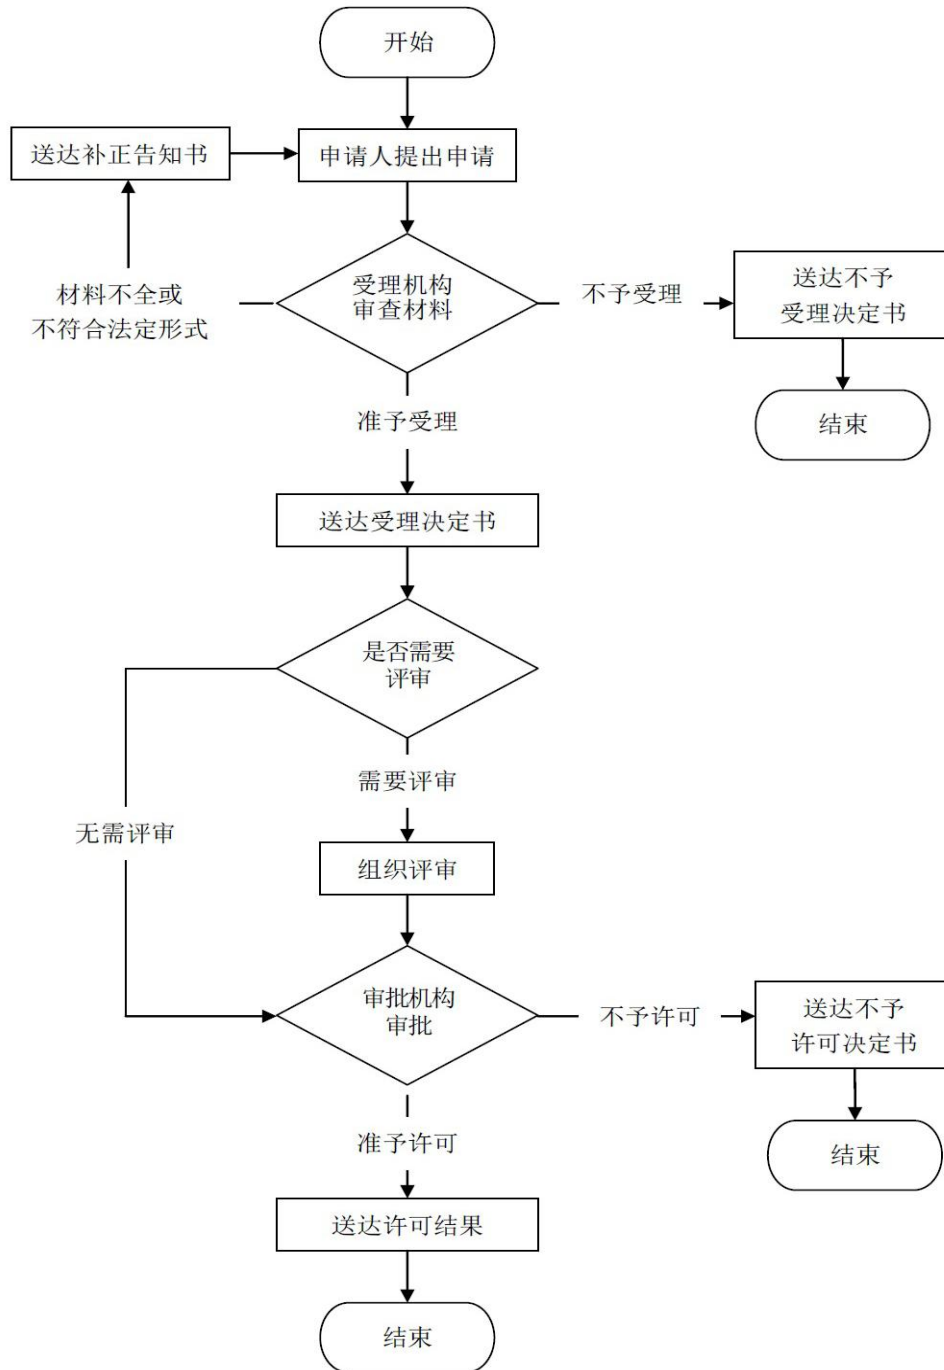 开始
送达补正告知书
申请人提出申请
材料不全或
不符合法定形式
受理机构
审查材料
不予受理
送达不予
受理决定书
结束
准予受理
送达受理决定书
是否需要
评审
需要评审
无需评审
组织评审
审批机构
审批
不予许可
送达不予
许可决定书
结束
准予许可
送达许可结果
结束